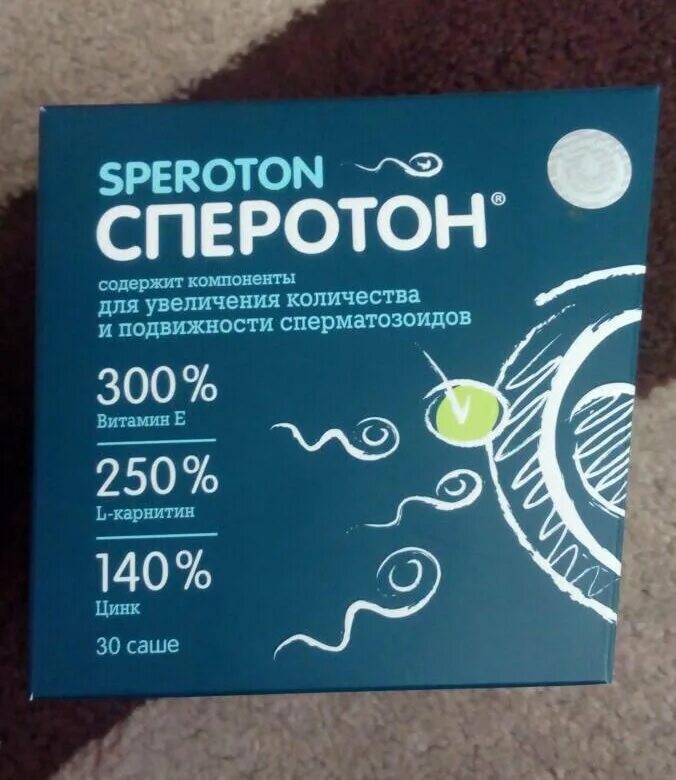 SPEROTON
СПЕРОТОН®
содержит компоненты
для увеличения количества
и подвижности сперматозоидов
300%
Витамин Е
250%
L-карнитин
140%
Цинк
30 саше